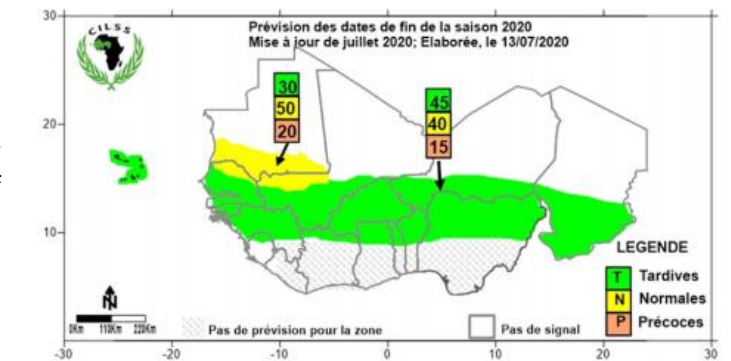 Prévision des dates de fin de la saison 2020
Mise à jour de juillet 2020; Elaborée, le 13/07/2020
CILSS
30
20
10
30
50
20
45
40
15
LEGENDE
T Tardives
N Normales
P Précoces
N
0Km 110Km 220Km
Pas de prévision pour la zone
Pas de signal
-30 -20 -10 0 10 20 30